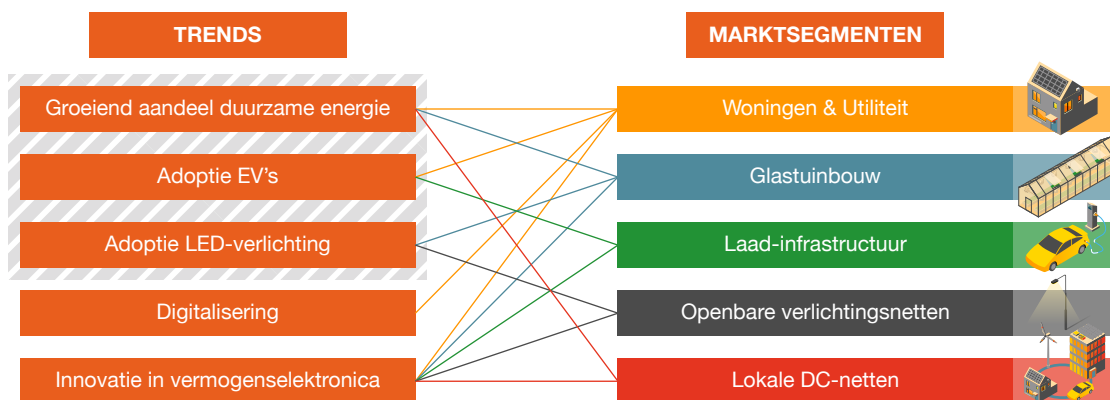 TRENDS
MARKTSEGMENTEN
Groeiend aandeel duurzame energie
Woningen & Utiliteit
Adoptie EV's
Glastuinbouw
Adoptie LED-verlichting
Laad-infrastructuur
Digitalisering
Openbare verlichtingsnetten
Innovatie in vermogenselektronica
Lokale DC-netten